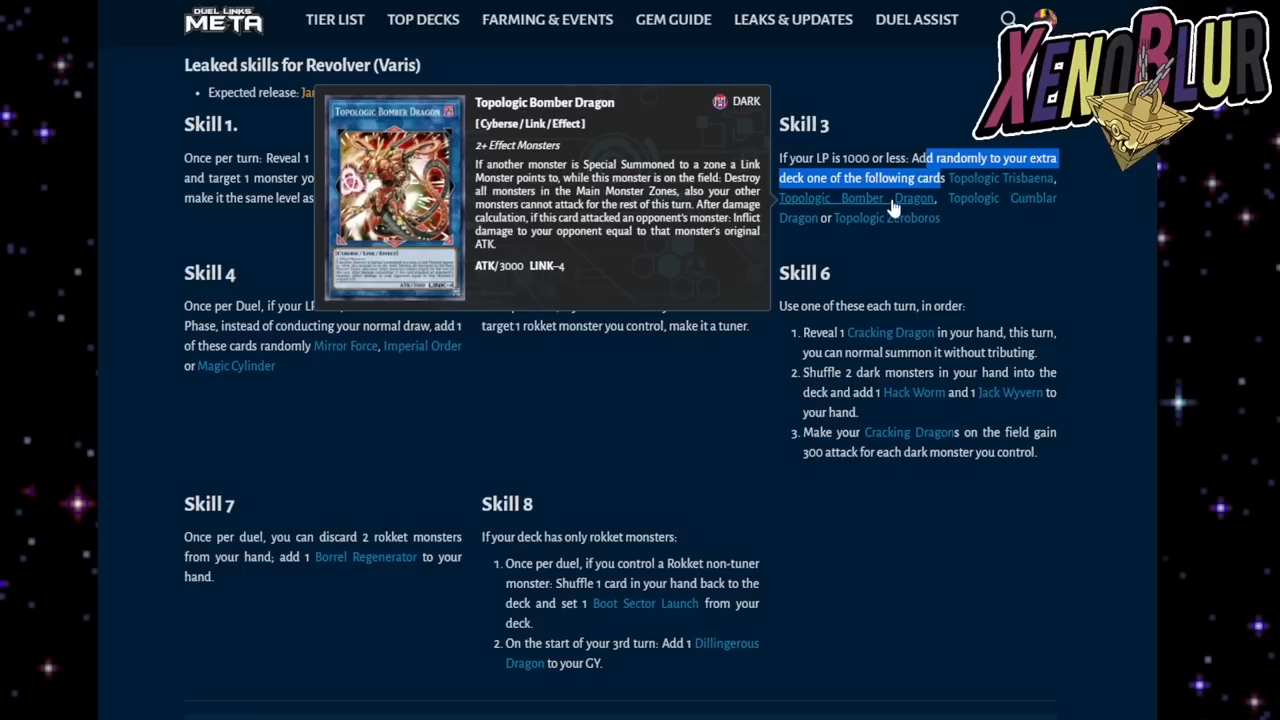 DUEL LINKS
META
TIER LIST
TOP DECKS
FARMING & EVENTS
GEM GUIDE
LEAKS & UPDATES
DUEL ASSIST
XENOBLUR
Leaked skills for Revolver (Varis)
• Expected release: Jan
Skill 1.
Once per turn: Reveal 1
and target 1 monster yo
make it the same level as
TOPOLOGIC BOMBER DRAGON
[CYBERSE / LINK / EFFECT]
ATK/3000 LINK-4
Topologic Bomber Dragon
DARK
[ Cyberse / Link / Effect ]
2+ Effect Monsters
If another monster is Special Summoned to a zone a Link
Monster points to, while this monster is on the field: Destroy
all monsters in the Main Monster Zones, also your other
monsters cannot attack for the rest of this turn. After damage
calculation, if this card attacked an opponent's monster: Inflict
damage to your opponent equal to that monster's original
ATK.
ATK/3000 LINK-4
Skill 3
If your LP is 1000 or less: Add randomly to your extra
deck one of the following cards Topologic Trisbaena,
Topologic Bomber Dragon, Topologic Gumblar
Dragon or Topologic Zeroboros
Skill 4
Once per Duel, if your LP
Phase, instead of conducting your normal draw, add 1
of these cards randomly Mirror Force, Imperial Order
or Magic Cylinder
target 1 rokket monster you control, make it a tuner.
Skill 6
Use one of these each turn, in order:
1. Reveal 1 Cracking Dragon in your hand, this turn,
you can normal summon it without tributing.
2. Shuffle 2 dark monsters in your hand into the
deck and add 1 Hack Worm and 1 Jack Wyvern to
your hand.
3. Make your Cracking Dragons on the field gain
300 attack for each dark monster you control.
Skill 7
Once per duel, you can discard 2 rokket monsters
from your hand; add 1 Borrel Regenerator to your
hand.
Skill 8
If your deck has only rokket monsters:
1. Once per duel, if you control a Rokket non-tuner
monster: Shuffle 1 card in your hand back to the
deck and set 1 Boot Sector Launch from your
deck.
2. On the start of your 3rd turn: Add 1 Dillingerous
Dragon to your GY.